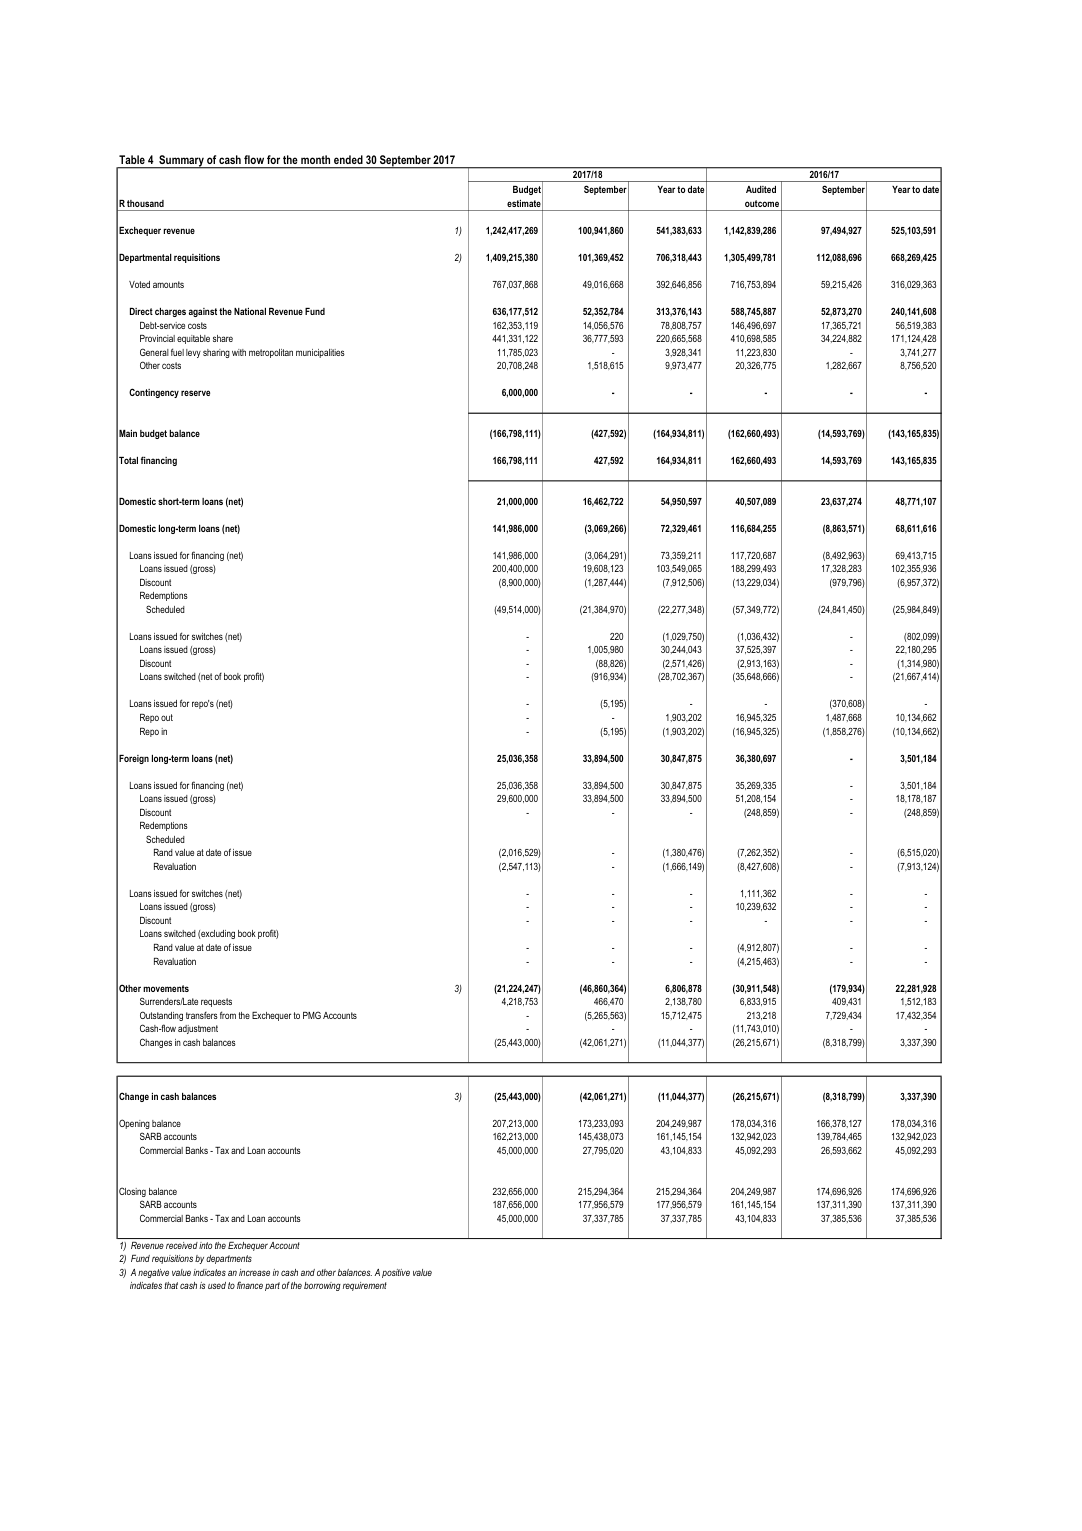 Table 4  Summary of cash flow for the month ended 30 September 2017
2017/18 2016/17
Budget September Year to date Audited September Year to date
R thousand estimate outcome
Exchequer revenue 1) 1,242,417,269 100,941,860 541,383,633 1,142,839,286 97,494,927 525,103,591
Departmental requisitions 2) 1,409,215,380 101,369,452 706,318,443 1,305,499,781 112,088,696 668,269,425
Voted amounts 767,037,868 49,016,668 392,646,856 716,753,894 59,215,426 316,029,363
Direct charges against the National Revenue Fund 636,177,512 52,352,784 313,376,143 588,745,887 52,873,270 240,141,608
Debt-service costs 162,353,119 14,056,576 78,808,757 146,496,697 17,365,721 56,519,383
Provincial equitable share 441,331,122 36,777,593 220,665,568 410,698,585 34,224,882 171,124,428
General fuel levy sharing with metropolitan municipalities 11,785,023 - 3,928,341 11,223,830 - 3,741,277
Other costs 20,708,248 1,518,615 9,973,477 20,326,775 1,282,667 8,756,520
Contingency reserve 6,000,000 - - - - -
Main budget balance (166,798,111) (427,592) (164,934,811) (162,660,493) (14,593,769) (143,165,835)
Total financing 166,798,111 427,592 164,934,811 162,660,493 14,593,769 143,165,835
Domestic short-term loans (net) 21,000,000 16,462,722 54,950,597 40,507,089 23,637,274 48,771,107
Domestic long-term loans (net) 141,986,000 (3,069,266) 72,329,461 116,684,255 (8,863,571) 68,611,616
Loans issued for financing (net) 141,986,000 (3,064,291) 73,359,211 117,720,687 (8,492,963) 69,413,715
Loans issued (gross) 200,400,000 19,608,123 103,549,065 188,299,493 17,328,283 102,355,936
Discount (8,900,000) (1,287,444) (7,912,506) (13,229,034) (979,796) (6,957,372)
Redemptions
Scheduled (49,514,000) (21,384,970) (22,277,348) (57,349,772) (24,841,450) (25,984,849)
Loans issued for switches (net) - 220 (1,029,750) (1,036,432) - (802,099)
Loans issued (gross) - 1,005,980 30,244,043 37,525,397 - 22,180,295
Discount - (88,826) (2,571,426) (2,913,163) - (1,314,980)
Loans switched (net of book profit) - (916,934) (28,702,367) (35,648,666) - (21,667,414)
Loans issued for repo's (net) - (5,195) - - (370,608) -
Repo out - - 1,903,202 16,945,325 1,487,668 10,134,662
Repo in - (5,195) (1,903,202) (16,945,325) (1,858,276) (10,134,662)
Foreign long-term loans (net) 25,036,358 33,894,500 30,847,875 36,380,697 - 3,501,184
Loans issued for financing (net) 25,036,358 33,894,500 30,847,875 35,269,335 - 3,501,184
Loans issued (gross) 29,600,000 33,894,500 33,894,500 51,208,154 - 18,178,187
Discount - - - (248,859) - (248,859)
Redemptions
Scheduled
Rand value at date of issue (2,016,529) - (1,380,476) (7,262,352) - (6,515,020)
Revaluation (2,547,113) - (1,666,149) (8,427,608) - (7,913,124)
Loans issued for switches (net) - - - 1,111,362 - -
Loans issued (gross) - - - 10,239,632 - -
Discount - - - - - -
Loans switched (excluding book profit)
Rand value at date of issue - - - (4,912,807) - -
Revaluation - - - (4,215,463) - -
Other movements 3) (21,224,247) (46,860,364) 6,806,878 (30,911,548) (179,934) 22,281,928
Surrenders/Late requests 4,218,753 466,470 2,138,780 6,833,915 409,431 1,512,183
Outstanding transfers from the Exchequer to PMG Accounts - (5,265,563) 15,712,475 213,218 7,729,434 17,432,354
Cash-flow adjustment - - - (11,743,010) - -
Changes in cash balances (25,443,000) (42,061,271) (11,044,377) (26,215,671) (8,318,799) 3,337,390
Change in cash balances 3) (25,443,000) (42,061,271) (11,044,377) (26,215,671) (8,318,799) 3,337,390
Opening balance 207,213,000 173,233,093 204,249,987 178,034,316 166,378,127 178,034,316
SARB accounts 162,213,000 145,438,073 161,145,154 132,942,023 139,784,465 132,942,023
Commercial Banks - Tax and Loan accounts 45,000,000 27,795,020 43,104,833 45,092,293 26,593,662 45,092,293
Closing balance 232,656,000 215,294,364 215,294,364 204,249,987 174,696,926 174,696,926
SARB accounts 187,656,000 177,956,579 177,956,579 161,145,154 137,311,390 137,311,390
Commercial Banks - Tax and Loan accounts 45,000,000 37,337,785 37,337,785 43,104,833 37,385,536 37,385,536
1) Revenue received into the Exchequer Account
2) Fund requisitions by departments
3) A negative value indicates an increase in cash and other balances. A positive value
indicates that cash is used to finance part of the borrowing requirement